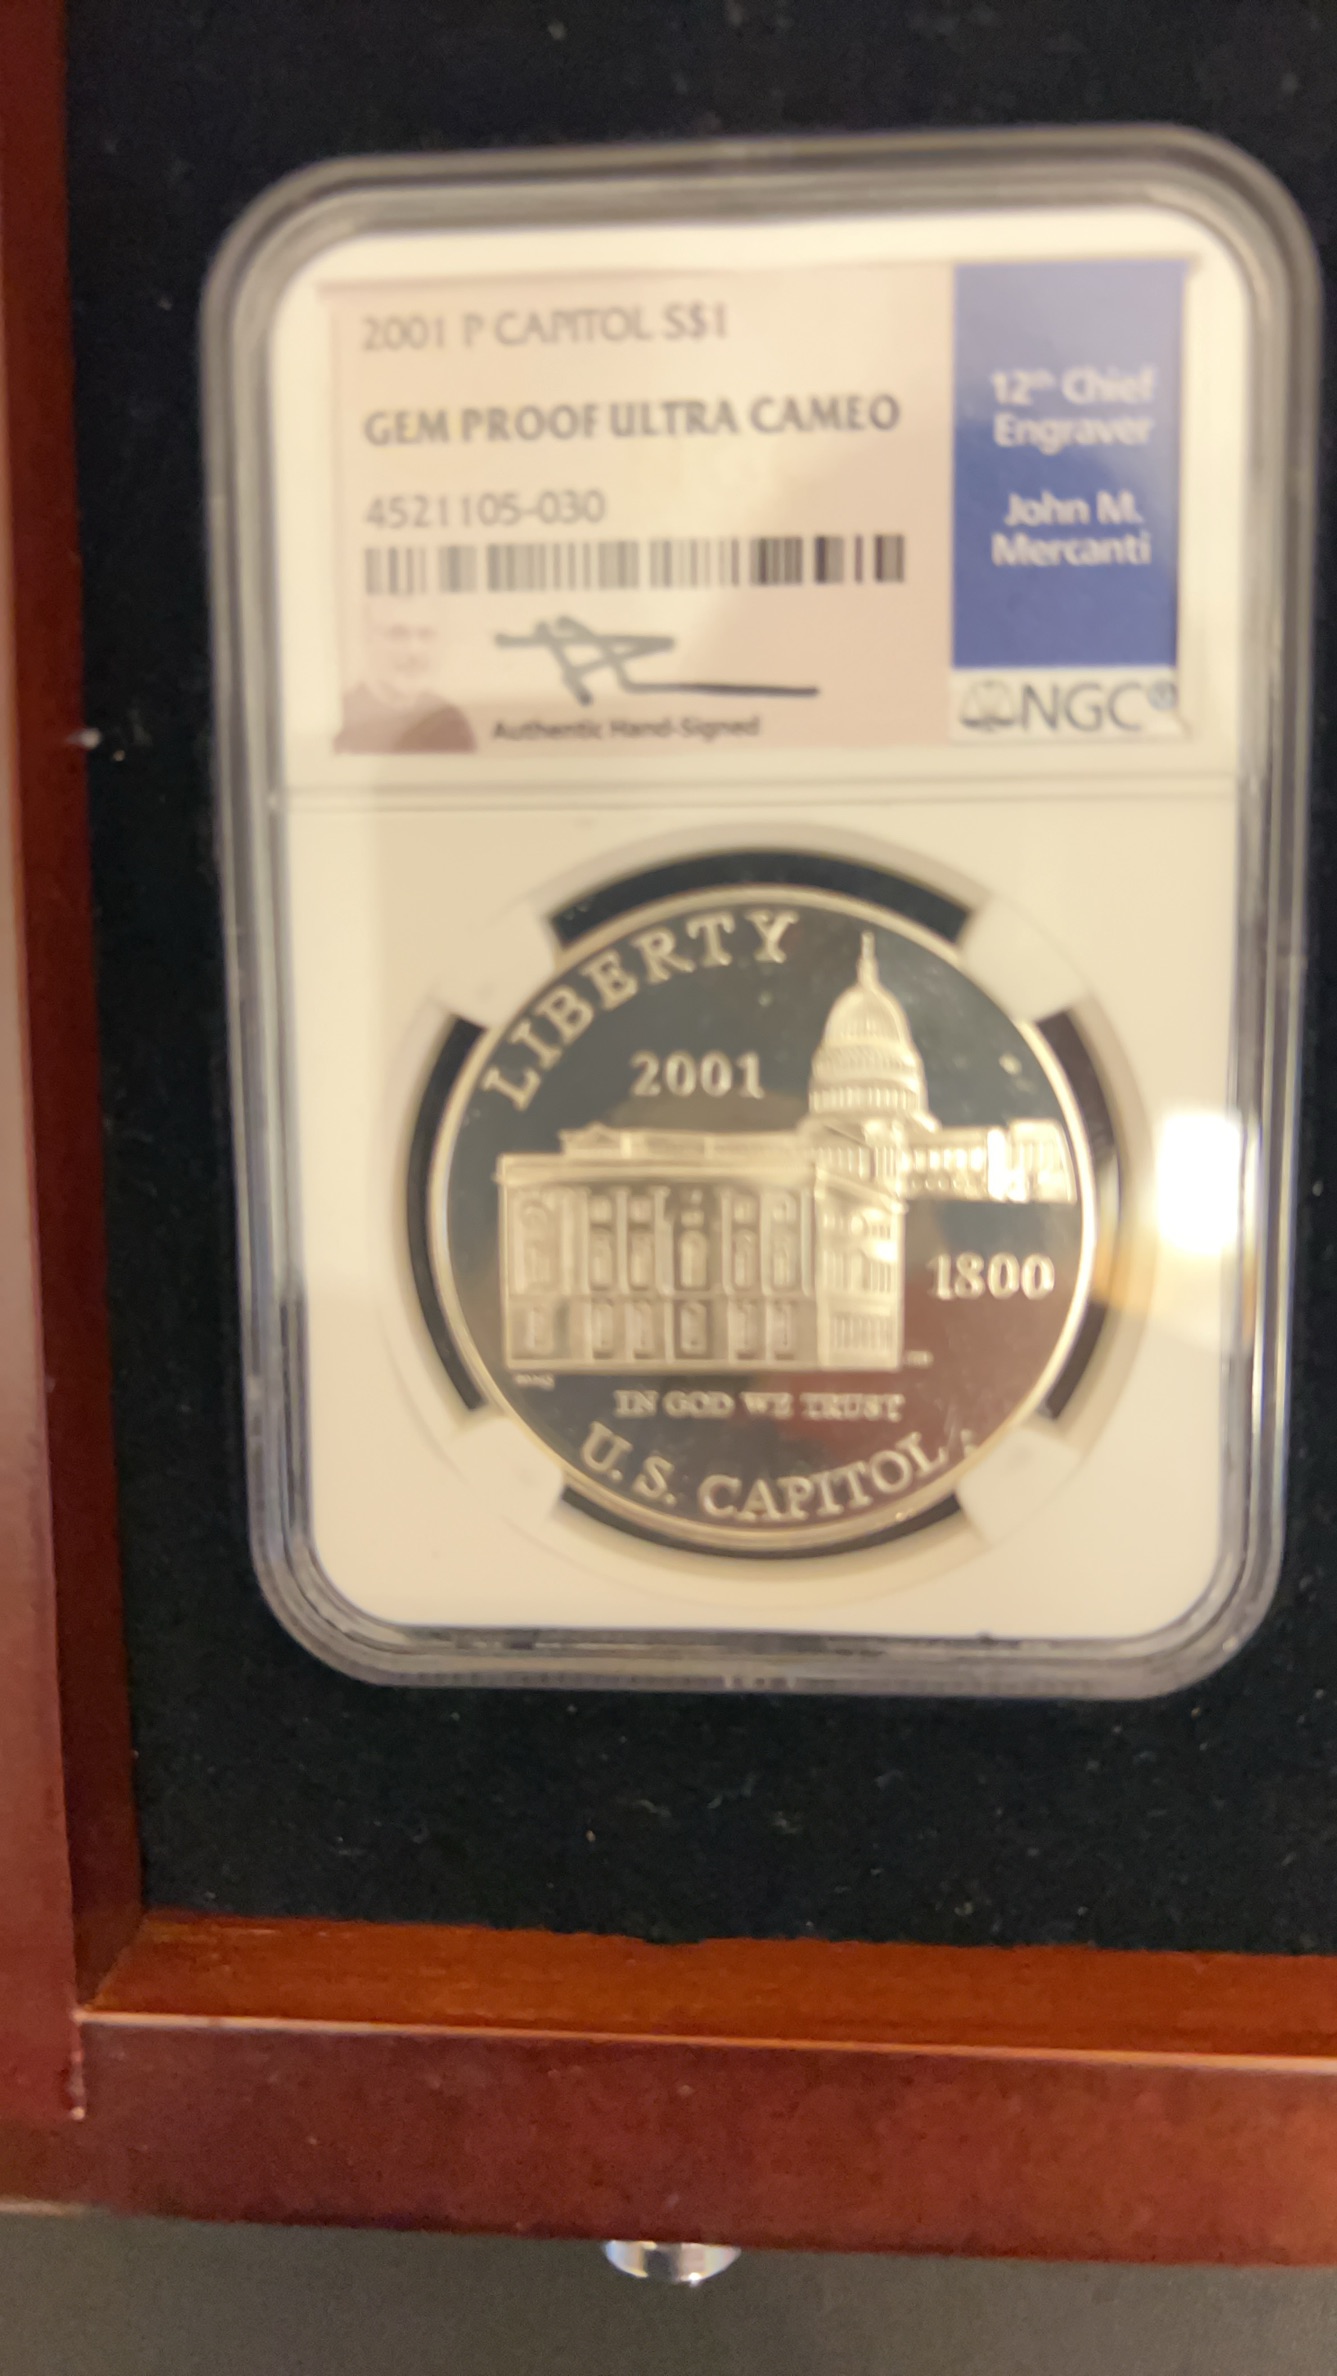 2001 P CAPITOL S$1
GEM PROOF ULTRA CAMEO
4521105-030
Authentic Hand-Signed
12th Chief
Engraver
John M.
Mercanti
NGC®
LIBERTY
2001
1800
IN GOD WE TRUST
U.S. CAPITOL